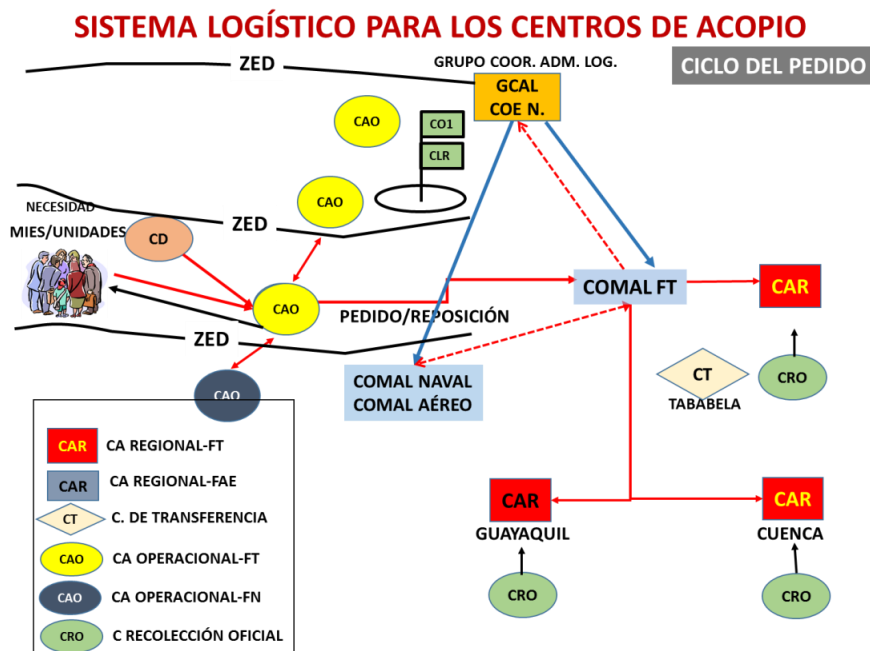 SISTEMA LOGÍSTICO PARA LOS CENTROS DE ACOPIO
CICLO DEL PEDIDO
GRUPO COOR. ADM. LOG.
ZED
GCAL
COE N.
CAO
CO1
CLR
NECESIDAD
MIES/UNIDADES
CD
CAO
ZED
CAO
PEDIDO/REPOSICIÓN
COMAL FT
CAR
ZED
CAO
COMAL NAVAL
COMAL AÉREO
CT
TABABELA
CRO
CAR
GUAYAQUIL
CRO
CAR
CUENCA
CRO
CAR CA REGIONAL-FT
CAR CA REGIONAL-FAE
CT C. DE TRANSFERENCIA
CAO CA OPERACIONAL-FT
CAO CA OPERACIONAL-FN
CRO C RECOLECCIÓN OFICIAL